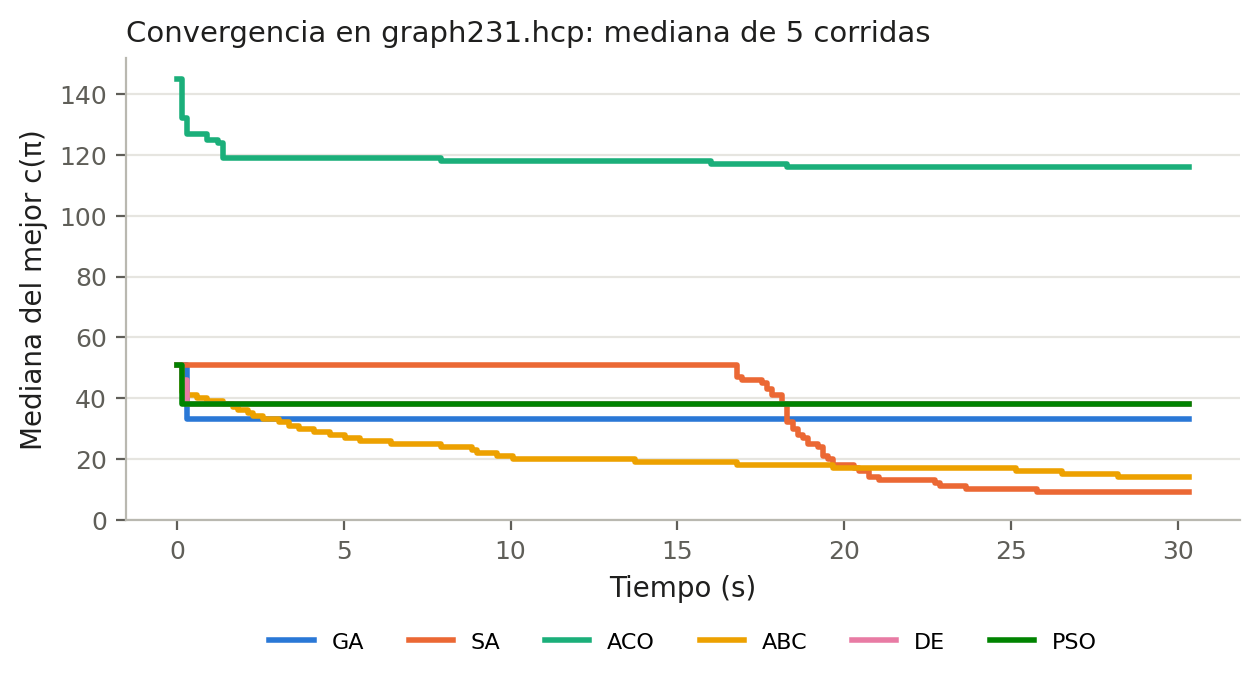 Convergencia en graph231.hcp: mediana de 5 corridas
Mediana del mejor c(π)
140
120
100
80
60
40
20
0
0 5 10 15 20 25 30
Tiempo (s)
GA SA ACO ABC DE PSO